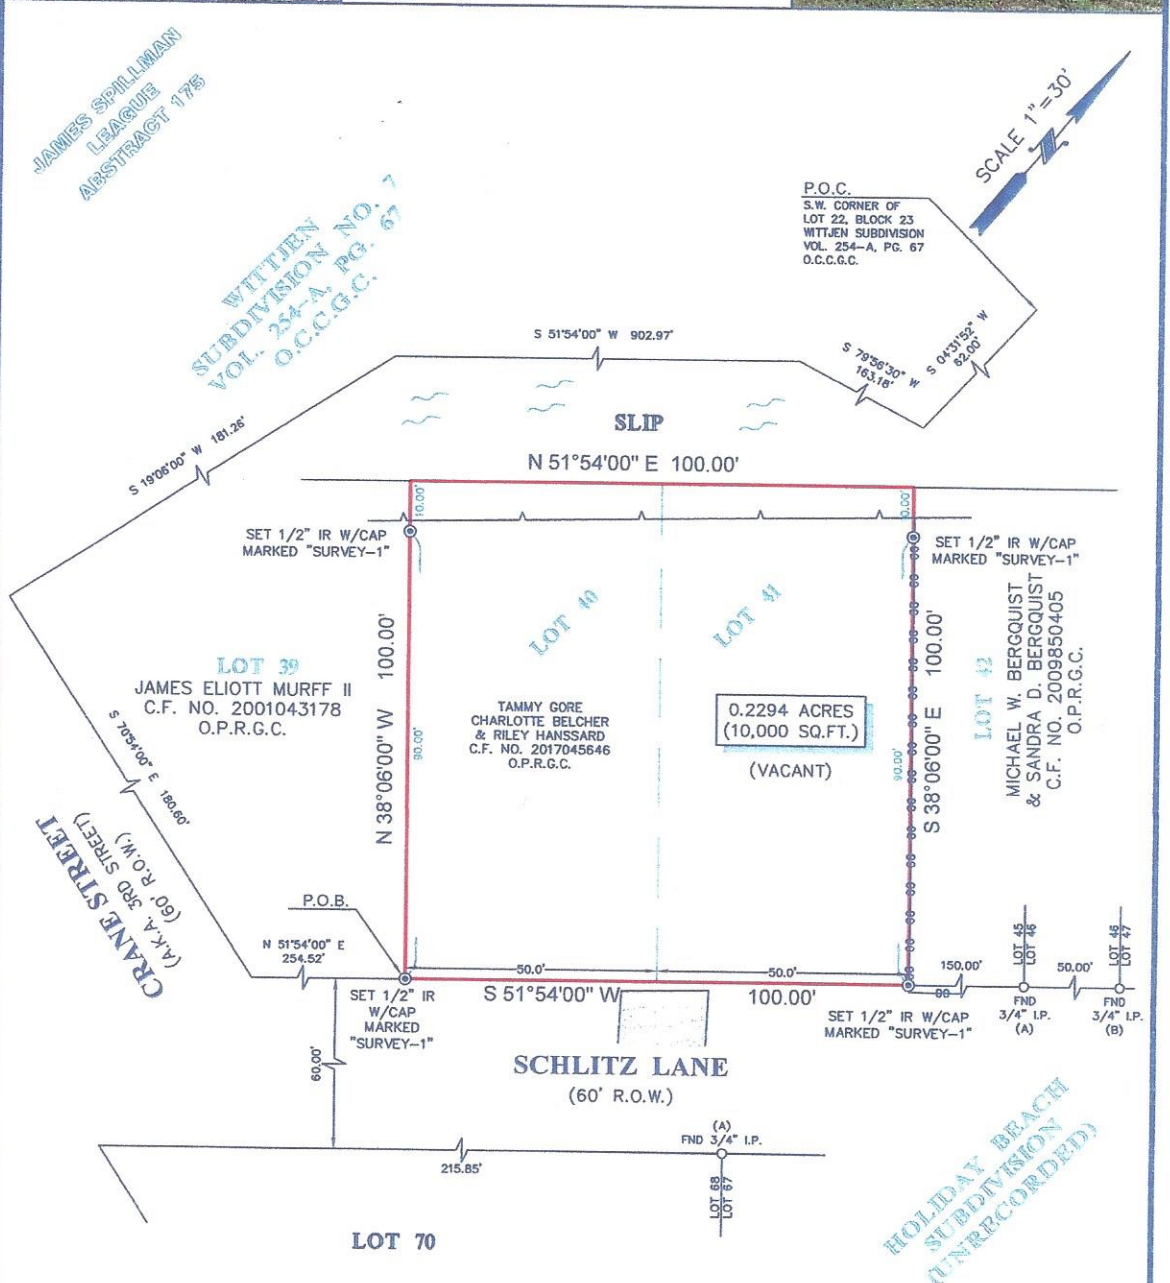 JAMES SPILLMAN
LEAGUE
ABSTRACT 175
SCALE 1"=30'
WITTJEN
SUBDIVISION NO. 7
VOL. 254-A, PG. 67
O.C.C.G.C.
P.O.C.
S.W. CORNER OF
LOT 22, BLOCK 23
WITTJEN SUBDIVISION
VOL. 254-A, PG. 67
O.C.C.G.C.
S 51°54'00" W 902.97'
S 79°56'30" W
163.18'
S 04°31'52" W
62.00'
SLIP
N 51°54'00" E 100.00'
S 19°06'00" W 181.26'
10.00'
SET 1/2" IR W/CAP
MARKED "SURVEY-1"
SET 1/2" IR W/CAP
MARKED "SURVEY-1"
LOT 40
LOT 41
LOT 39
JAMES ELIOTT MURFF II
C.F. NO. 2001043178
O.P.R.G.C.
N 38°06'00" W 100.00'
90.00'
TAMMY GORE
CHARLOTTE BELCHER
& RILEY HANSSARD
C.F. NO. 2017045646
O.P.R.G.C.
0.2294 ACRES
(10,000 SQ.FT.)
(VACANT)
90.00'
S 38°06'00" E 100.00'
LOT 42
MICHAEL W. BERGQUIST
& SANDRA D. BERGQUIST
C.F. NO. 2009850405
O.P.R.G.C.
S 70°54'00" E 180.60'
CRANE STREET
(A.K.A. 3RD STREET)
(60' R.O.W.)
P.O.B.
N 51°54'00" E
254.52'
50.0'
50.0'
S 51°54'00" W 100.00'
SET 1/2" IR
W/CAP
MARKED
"SURVEY-1"
SET 1/2" IR W/CAP
MARKED "SURVEY-1"
150.00'
LOT 45
LOT 46
50.00'
LOT 46
LOT 47
FND
3/4" I.P.
(A)
FND
3/4" I.P.
(B)
60.00'
SCHLITZ LANE
(60' R.O.W.)
(A)
FND 3/4" I.P.
215.85'
LOT 68
LOT 67
LOT 70
HOLIDAY BEACH
SUBDIVISION
(UNRECORDED)